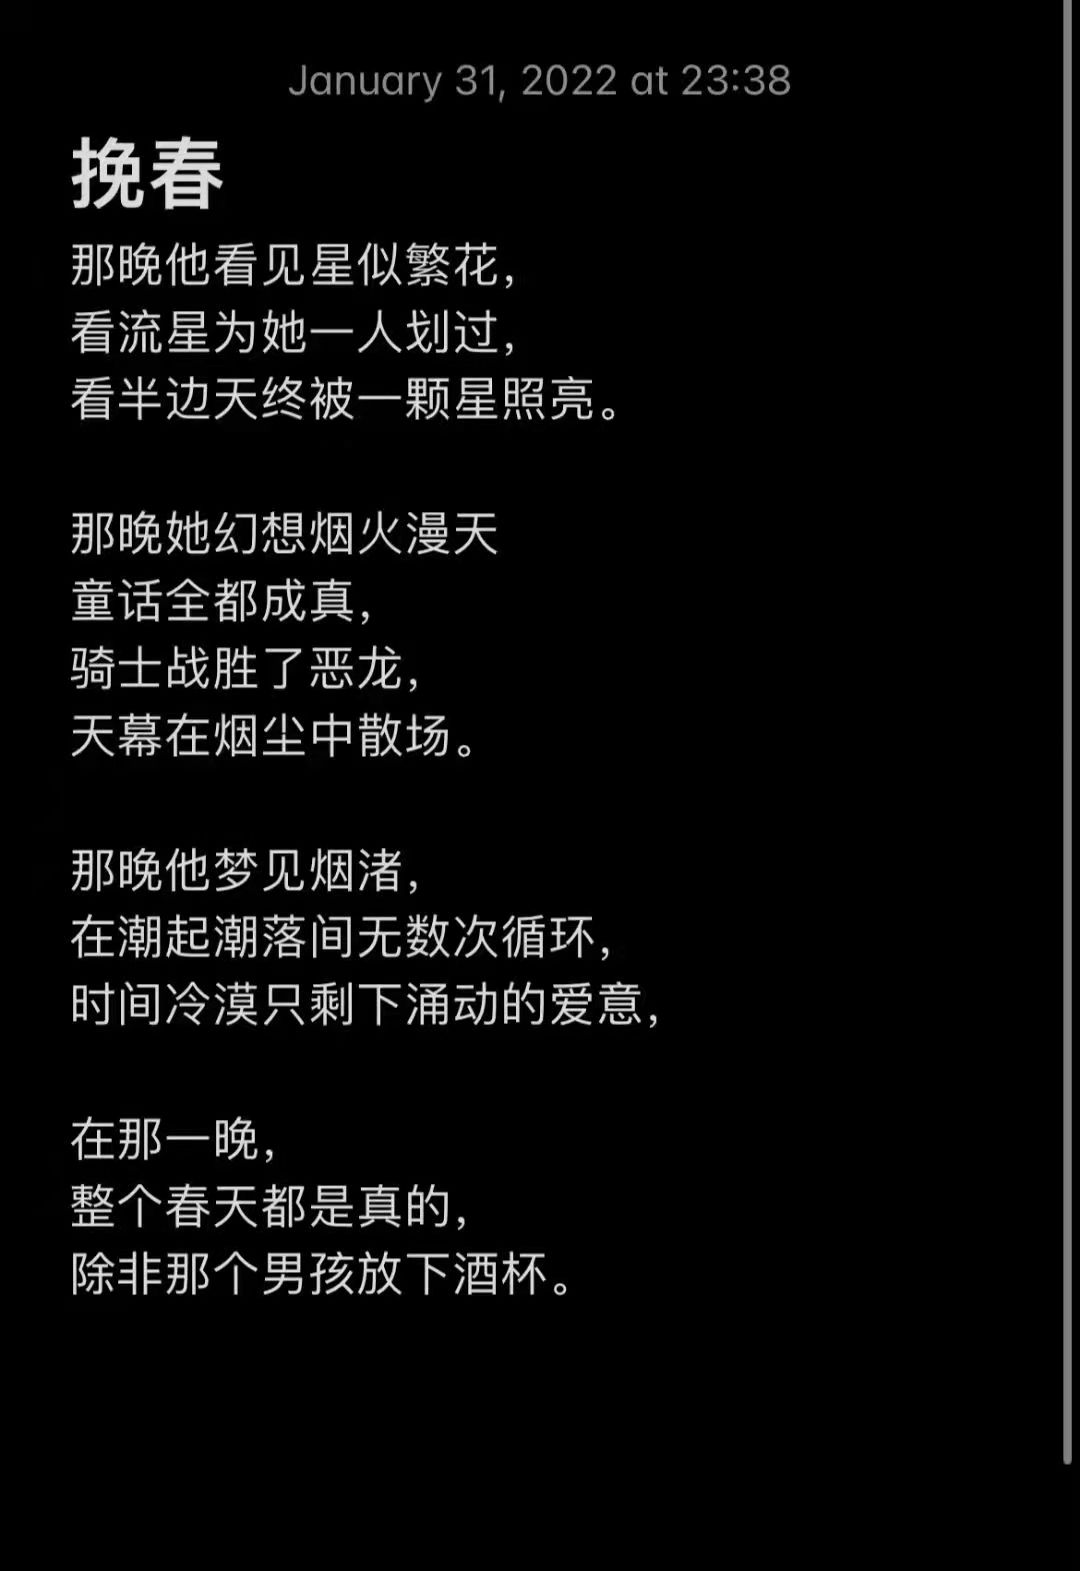 January 31, 2022 at 23:38
挽春
那晚他看见星似繁花，
看流星为她一人划过，
看半边天终被一颗星照亮。
那晚她幻想烟火漫天
童话全都成真，
骑士战胜了恶龙，
天幕在烟尘中散场。
那晚他梦见烟渚，
在潮起潮落间无数次循环，
时间冷漠只剩下涌动的爱意，
在那一晚，
整个春天都是真的，
除非那个男孩放下酒杯。